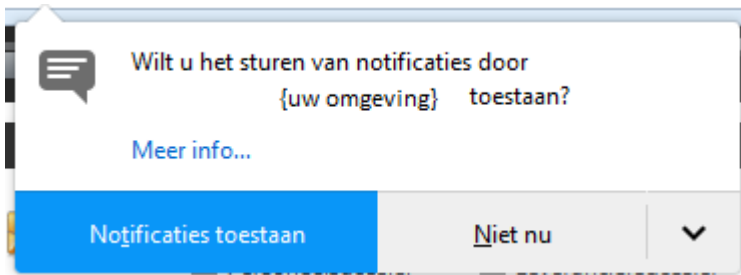 Wilt u het sturen van notificaties door
{uw omgeving} toestaan?
Meer info...
Notificaties toestaan
Niet nu